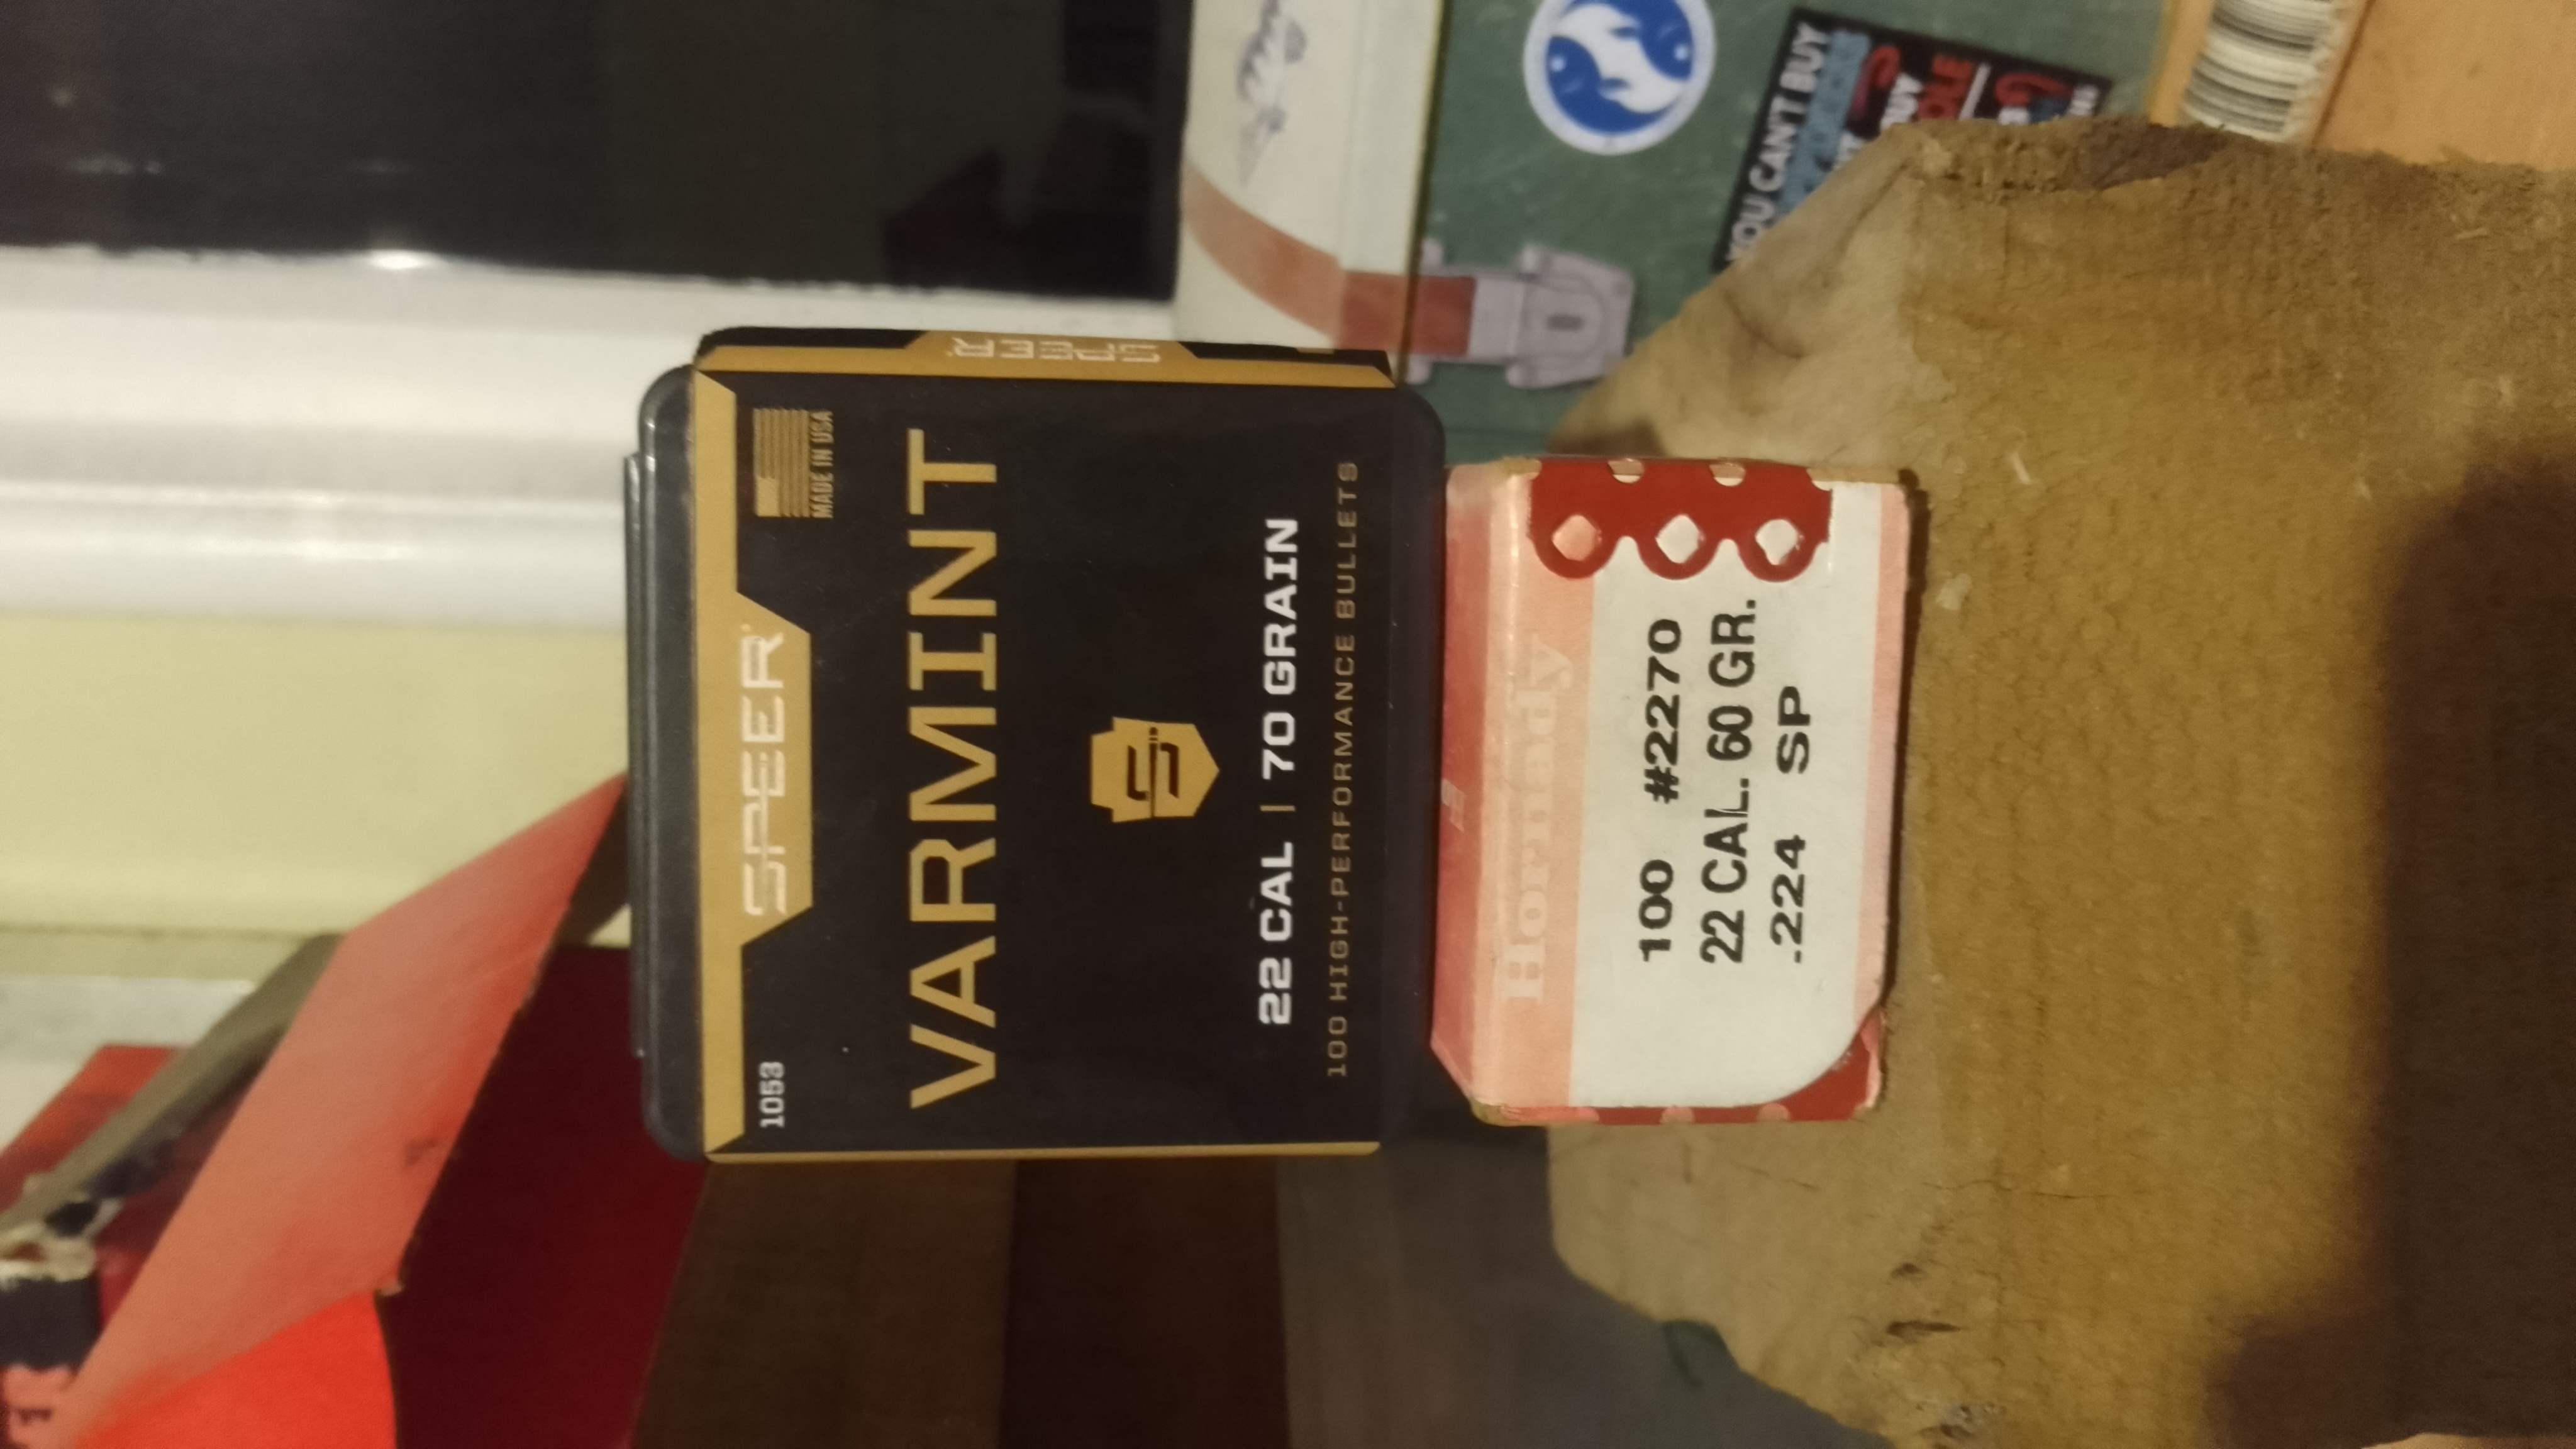 SPEER
1053
MADE IN USA
VARMINT
22 CAL | 70 GRAIN
100 HIGH-PERFORMANCE BULLETS
SPEER
Hornady
100 #2270
22 CAL. 60 GR.
.224 SP
YOU CAN'T BUY